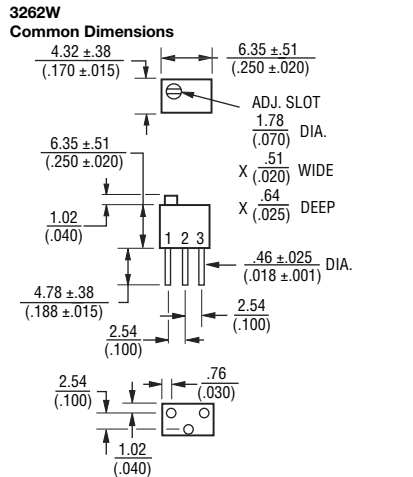 3262W
Common Dimensions
4.32 ±.38
(.170 ±.015)
6.35 ±.51
(.250 ±.020)
ADJ. SLOT
1.78
(.070)
DIA.
X .51
(.020)
WIDE
X .64
(.025)
DEEP
6.35 ±.51
(.250 ±.020)
1.02
(.040)
1 2 3
.46 ±.025
(.018 ±.001)
DIA.
4.78 ±.38
(.188 ±.015)
2.54
(.100)
2.54
(.100)
2.54
(.100)
.76
(.030)
1.02
(.040)